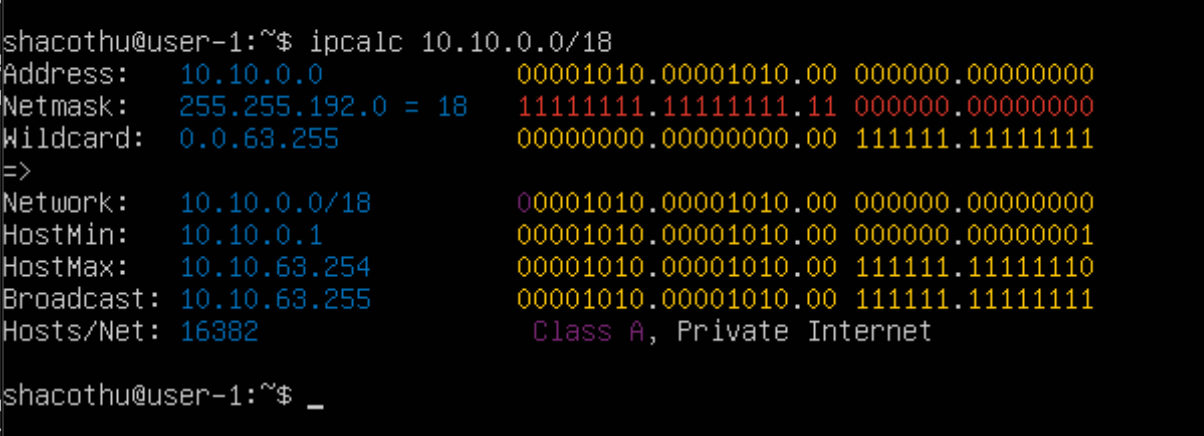 shacothu@user-1:~$ ipcalc 10.10.0.0/18
Address:   10.10.0.0            00001010.00001010.00 000000.00000000
Netmask:   255.255.192.0 = 18   11111111.11111111.11 000000.00000000
Wildcard:  0.0.63.255           00000000.00000000.00 111111.11111111
=>
Network:   10.10.0.0/18         00001010.00001010.00 000000.00000000
HostMin:   10.10.0.1            00001010.00001010.00 000000.00000001
HostMax:   10.10.63.254         00001010.00001010.00 111111.11111110
Broadcast: 10.10.63.255         00001010.00001010.00 111111.11111111
Hosts/Net: 16382                 Class A, Private Internet
shacothu@user-1:~$ _